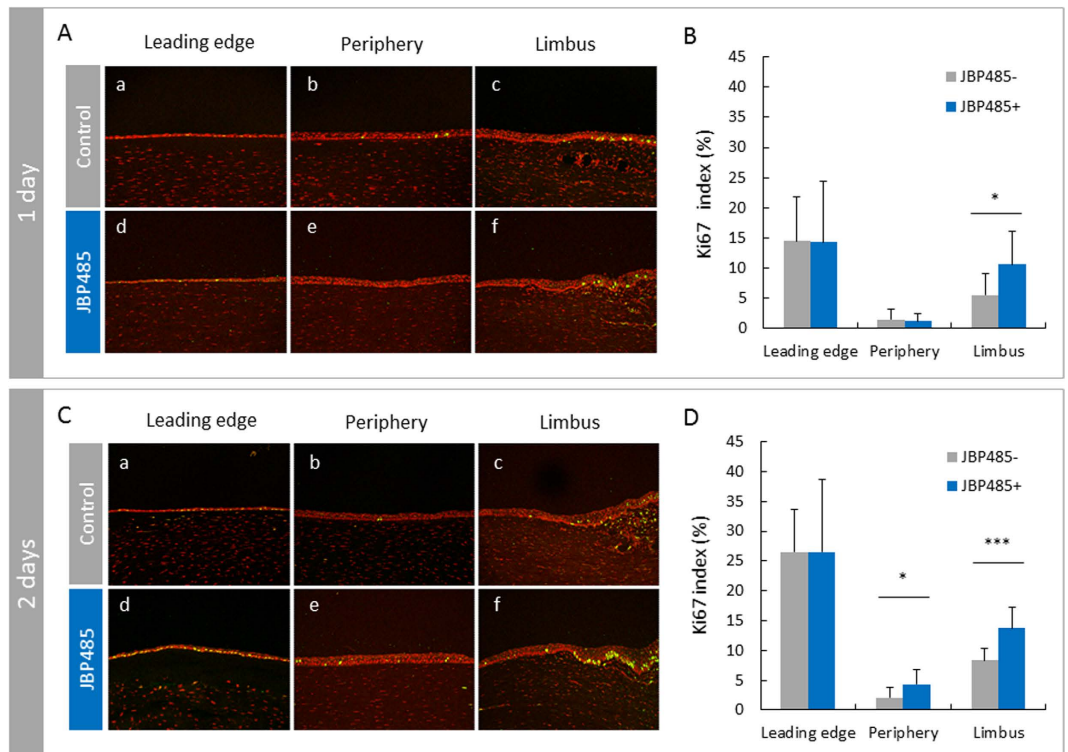 1 day
A
Leading edge
Periphery
Limbus
Control
a
b
c
JBP485
d
e
f
B
Ki67 index (%)
45
40
35
30
25
20
15
10
5
0
JBP485-
JBP485+
*
Leading edge
Periphery
Limbus
2 days
C
Leading edge
Periphery
Limbus
Control
a
b
c
JBP485
d
e
f
D
Ki67 index (%)
45
40
35
30
25
20
15
10
5
0
JBP485-
JBP485+
*
***
Leading edge
Periphery
Limbus